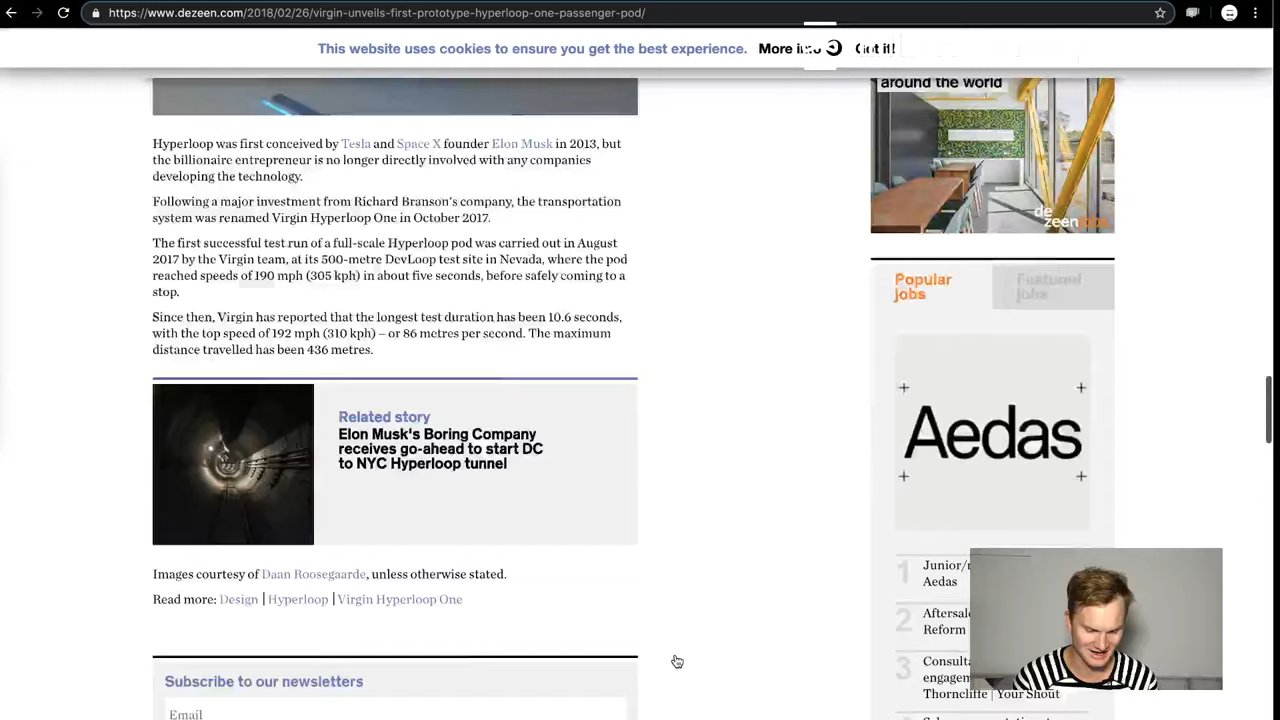 https://www.dezeen.com/2018/02/26/virgin-unveils-first-prototype-hyperloop-one-passenger-pod/
This website uses cookies to ensure you get the best experience. More info Got it!
around the world
de
zeenjobs
Hyperloop was first conceived by Tesla and Space X founder Elon Musk in 2013, but
the billionaire entrepreneur is no longer directly involved with any companies
developing the technology.
Following a major investment from Richard Branson's company, the transportation
system was renamed Virgin Hyperloop One in October 2017.
The first successful test run of a full-scale Hyperloop pod was carried out in August
2017 by the Virgin team, at its 500-metre DevLoop test site in Nevada, where the pod
reached speeds of 190 mph (305 kph) in about five seconds, before safely coming to a
stop.
Since then, Virgin has reported that the longest test duration has been 10.6 seconds,
with the top speed of 192 mph (310 kph) – or 86 metres per second. The maximum
distance travelled has been 436 metres.
Related story
Elon Musk's Boring Company
receives go-ahead to start DC
to NYC Hyperloop tunnel
Images courtesy of Daan Roosegaarde, unless otherwise stated.
Read more: Design | Hyperloop | Virgin Hyperloop One
Subscribe to our newsletters
Email
Popular
jobs
Featured
jobs
Aedas
1
Aedas
2
Reform
3
Thorncliffe | Your Shout